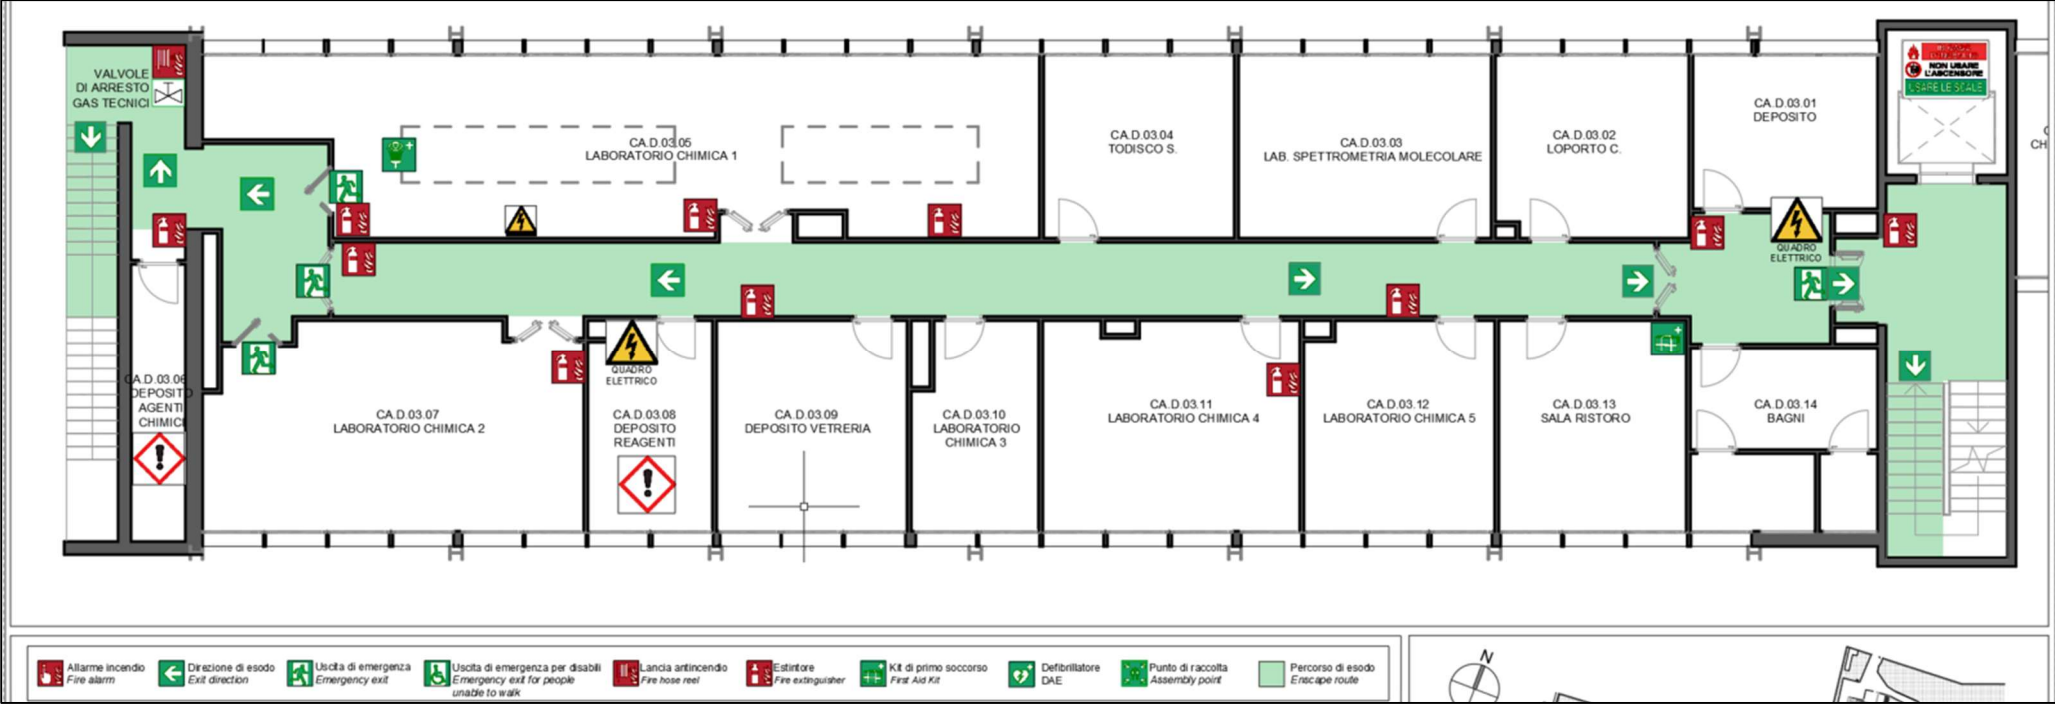 VALVOLE
DI ARRESTO
GAS TECNICI
CA.D.03.05
LABORATORIO CHIMICA 1
CA.D.03.04
TODISCO S.
CA.D.03.03
LAB. SPETTROMETRIA MOLECOLARE
CA.D.03.02
LOPORTO C.
CA.D.03.01
DEPOSITO
NON USARE
L'ASCENSORE
USARE LE SCALE
CH
QUADRO
ELETTRICO
CA.D.03.06
DEPOSITO
AGENTI
CHIMICI
CA.D.03.07
LABORATORIO CHIMICA 2
QUADRO
ELETTRICO
CA.D.03.08
DEPOSITO
REAGENTI
CA.D.03.09
DEPOSITO VETRERIA
CA.D.03.10
LABORATORIO
CHIMICA 3
CA.D.03.11
LABORATORIO CHIMICA 4
CA.D.03.12
LABORATORIO CHIMICA 5
CA.D.03.13
SALA RISTORO
CA.D.03.14
BAGNI
Allarme incendio
Fire alarm
Direzione di esodo
Exit direction
Uscita di emergenza
Emergency exit
Uscita di emergenza per disabili
Emergency exit for people
unable to walk
Lancia antincendio
Fire hose reel
Estintore
Fire extinguisher
Kit di primo soccorso
First Aid Kit
Defibrillatore
DAE
Punto di raccolta
Assembly point
Percorso di esodo
Enscape route
N